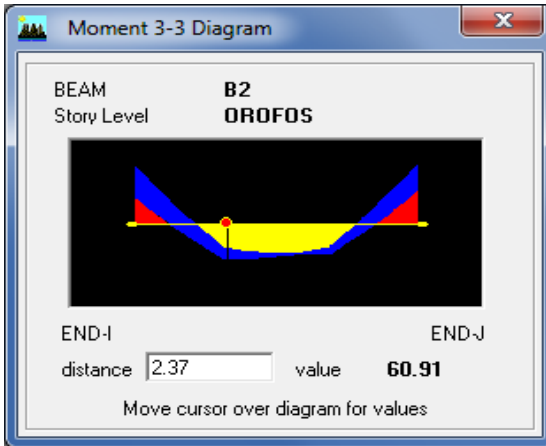 Moment 3-3 Diagram
BEAM B2
Story Level OROFOS
END-I END-J
distance 2.37 value 60.91
Move cursor over diagram for values